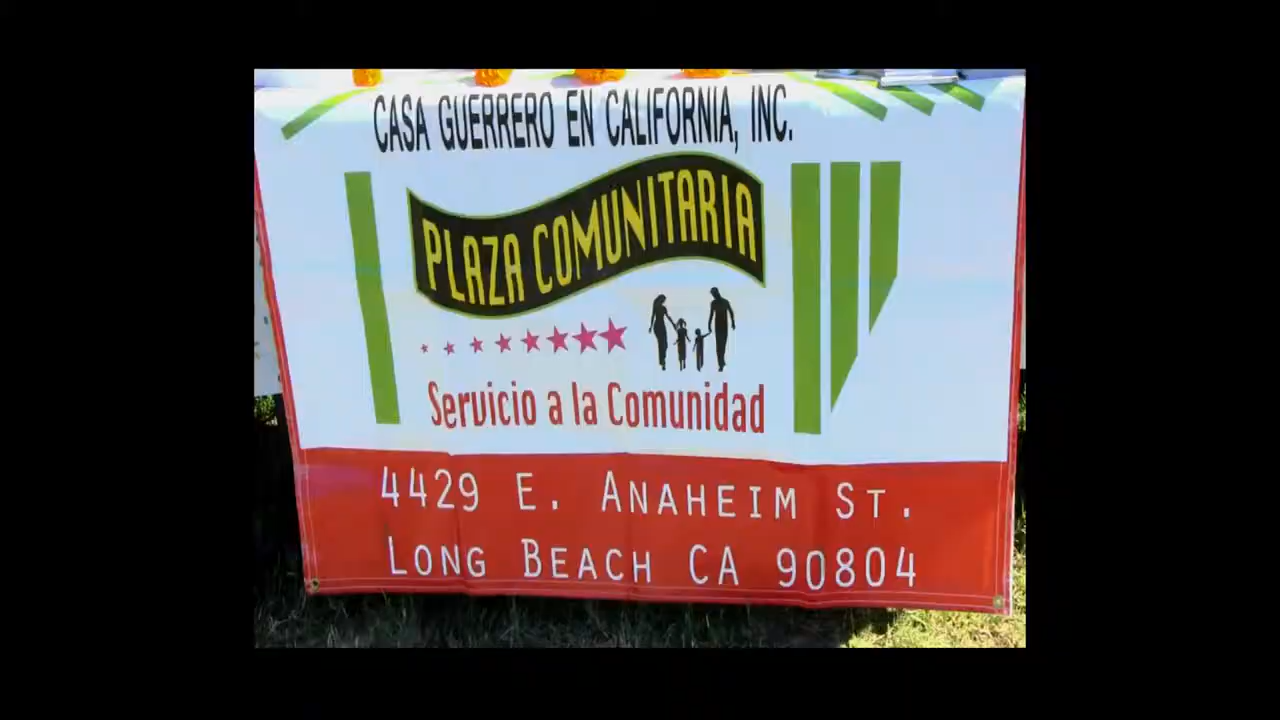 CASA GUERRERO EN CALIFORNIA, INC.
PLAZA COMUNITARIA
Servicio a la Comunidad
4429 E. ANAHEIM ST.
LONG BEACH CA 90804